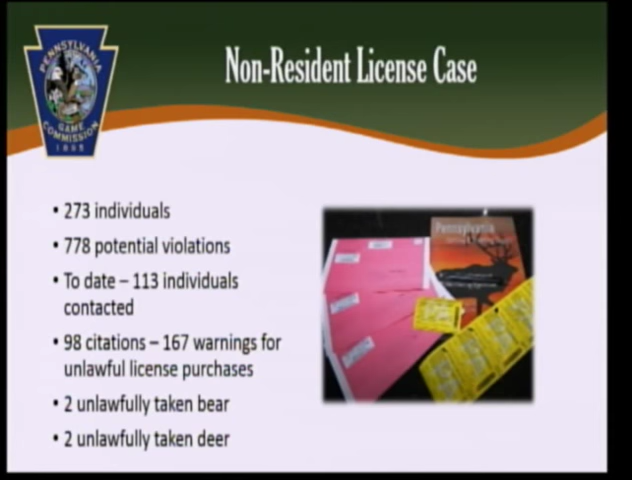 PENNSYLVANIA
GAME
COMMISSION
1895
Non-Resident License Case
• 273 individuals
• 778 potential violations
• To date – 113 individuals
contacted
• 98 citations – 167 warnings for
unlawful license purchases
• 2 unlawfully taken bear
• 2 unlawfully taken deer
Pennsylvania